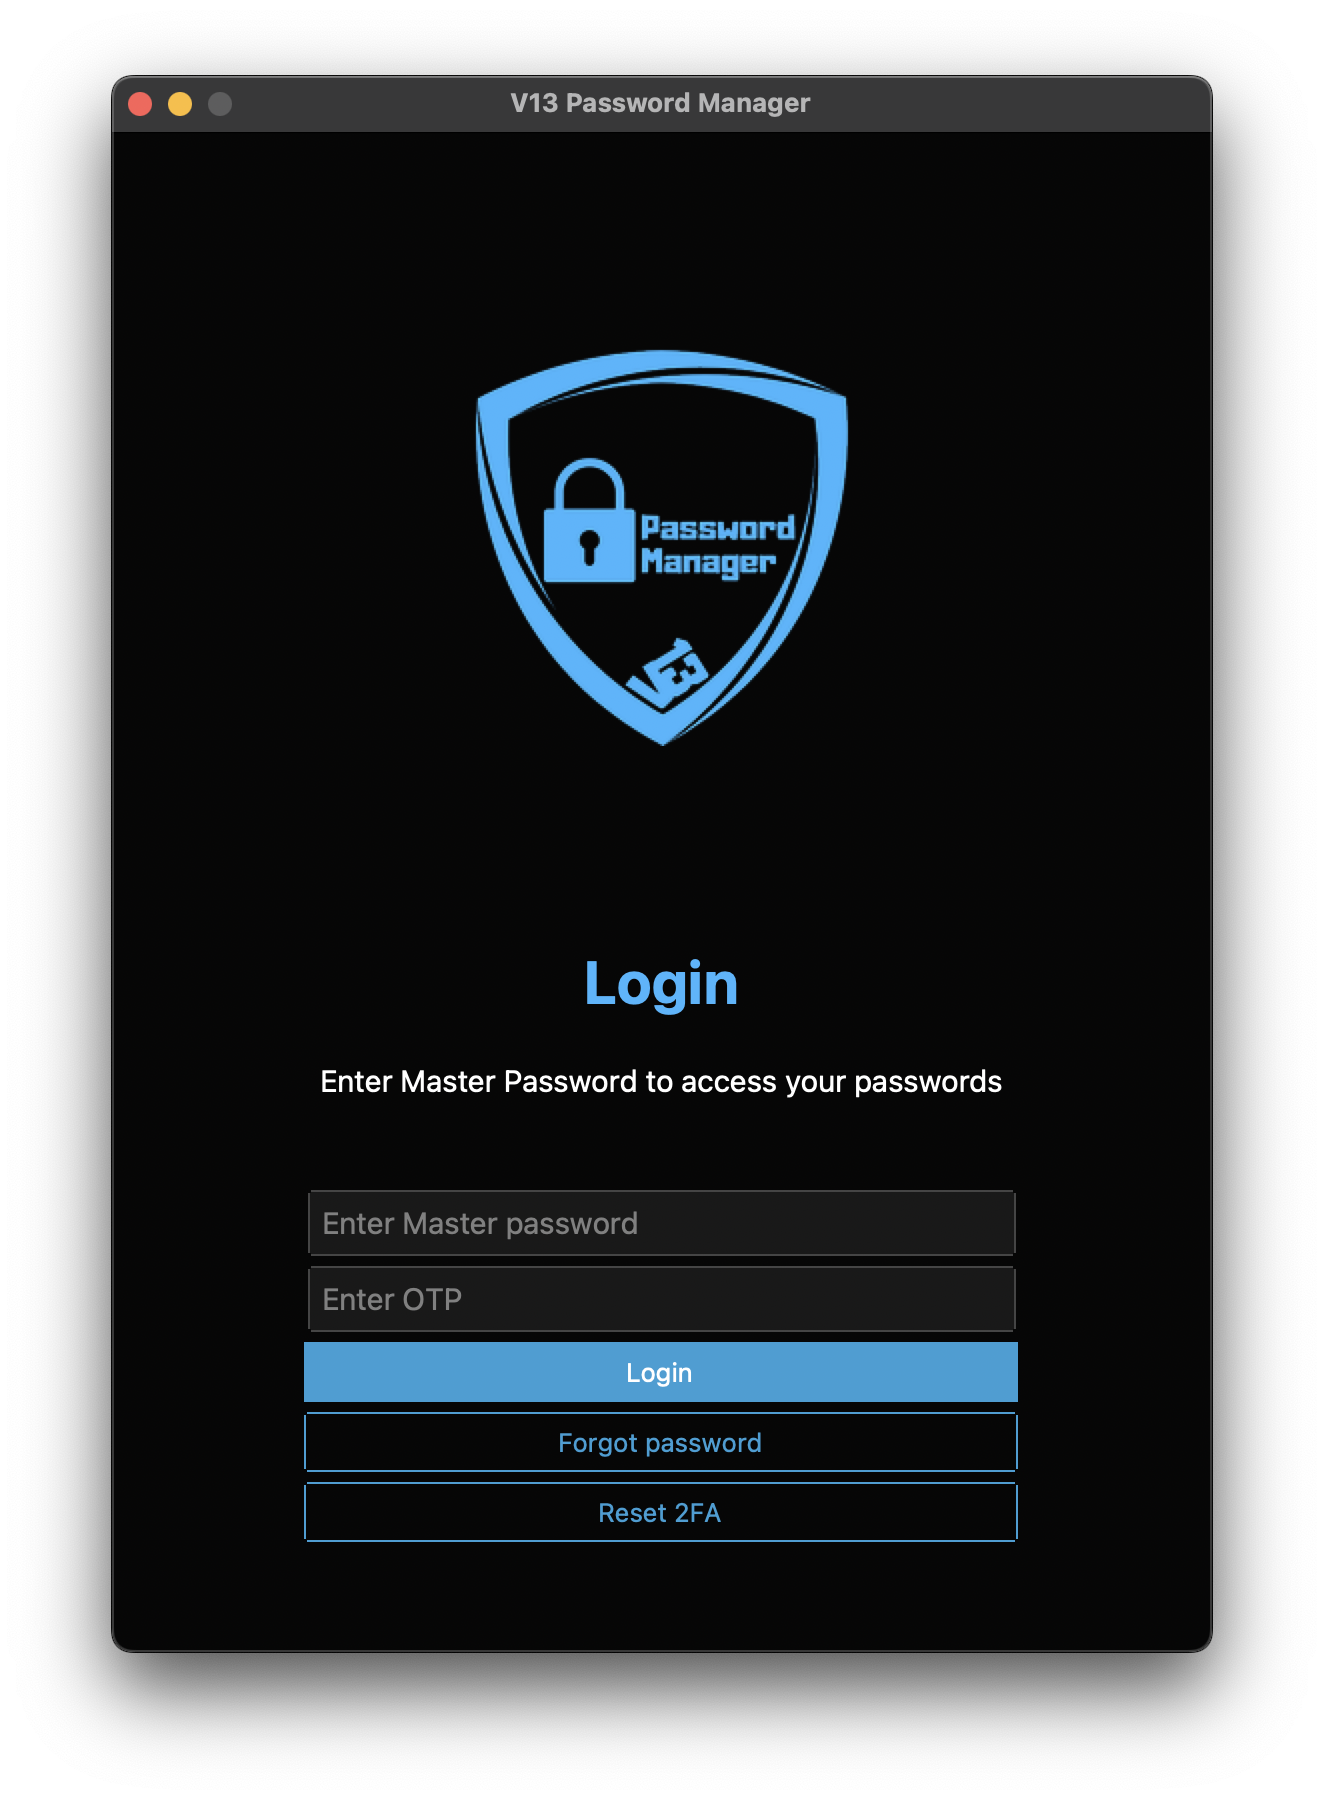 V13 Password Manager
Password
Manager
V13
Login
Enter Master Password to access your passwords
Enter Master password
Enter OTP
Login
Forgot password
Reset 2FA